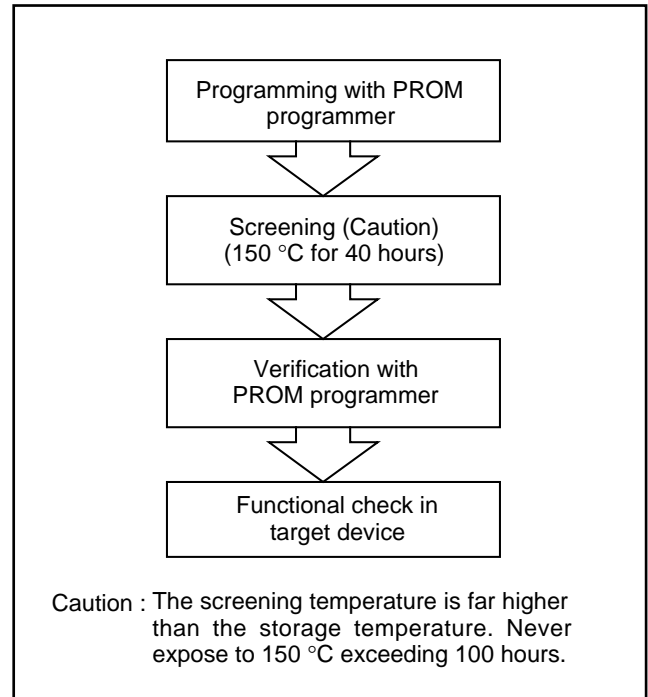 Programming with PROM
programmer
Screening (Caution)
(150 °C for 40 hours)
Verification with
PROM programmer
Functional check in
target device
Caution : The screening temperature is far higher
than the storage temperature. Never
expose to 150 °C exceeding 100 hours.